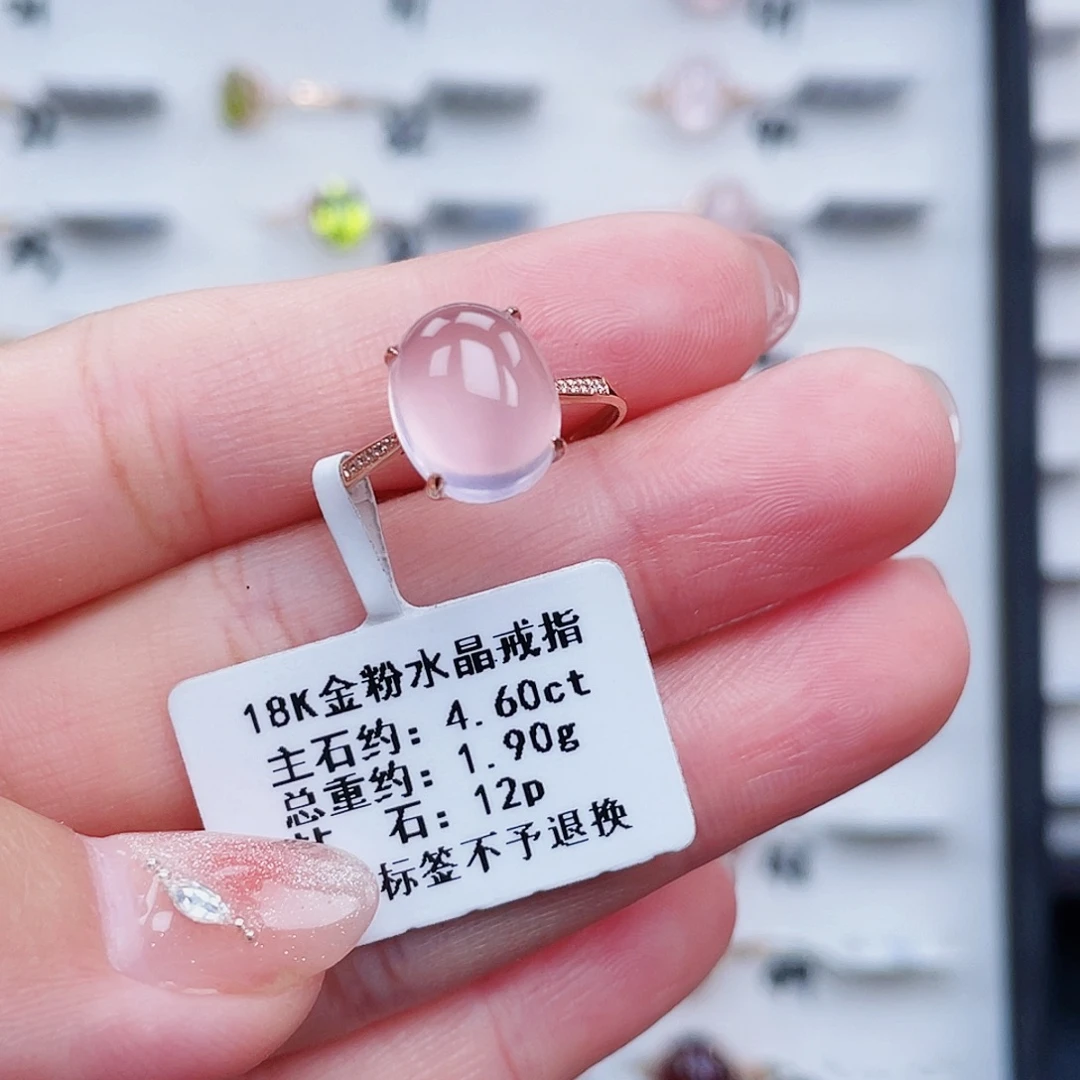 18K金粉水晶戒指
主石约: 4.60ct
总重约: 1.90g
石: 12p
标签不予退换